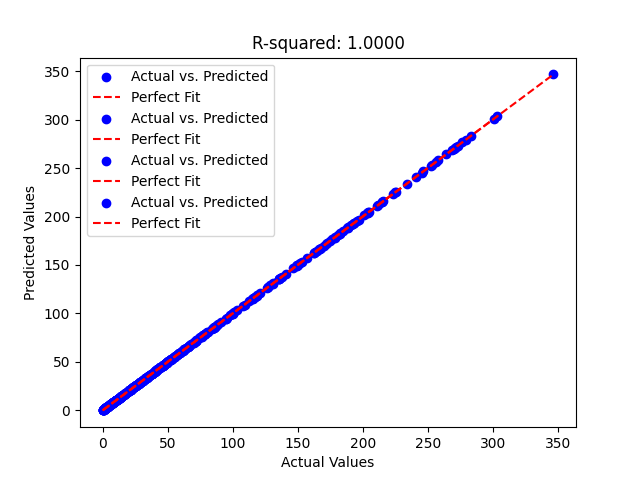 R-squared: 1.0000
Actual vs. Predicted
Perfect Fit
Actual vs. Predicted
Perfect Fit
Actual vs. Predicted
Perfect Fit
Actual vs. Predicted
Perfect Fit
Predicted Values
350
300
250
200
150
100
50
0
0 50 100 150 200 250 300 350
Actual Values